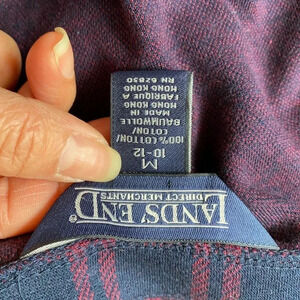 LANDS' END®
DIRECT MERCHANTS
M
10-12
100% COTTON/
COTON/
BAUMWOLLE
MADE IN HONG KONG
FABRIQUE A
HONG KONG
RN 62830